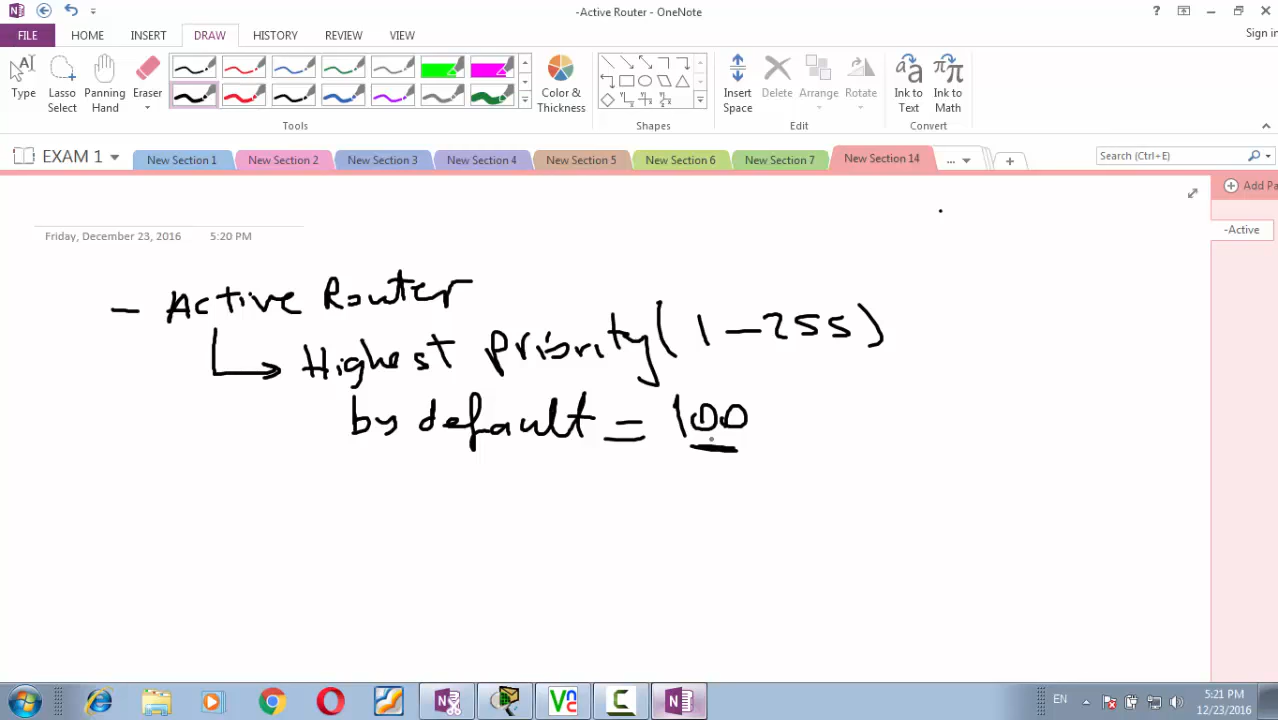 -Active Router - OneNote
Sign in
FILE HOME INSERT DRAW HISTORY REVIEW VIEW
Type Lasso Select Panning Hand Eraser Color & Thickness Insert Space Delete Arrange Rotate Ink to Text Ink to Math
Tools Shapes Edit Convert
EXAM 1 New Section 1 New Section 2 New Section 3 New Section 4 New Section 5 New Section 6 New Section 7 New Section 14 ... Search (Ctrl+E)
Add Pa
-Active
Friday, December 23, 2016 5:20 PM
- Active Router
Highest priority (1-255)
by default = 100
EN 5:21 PM
12/23/2016